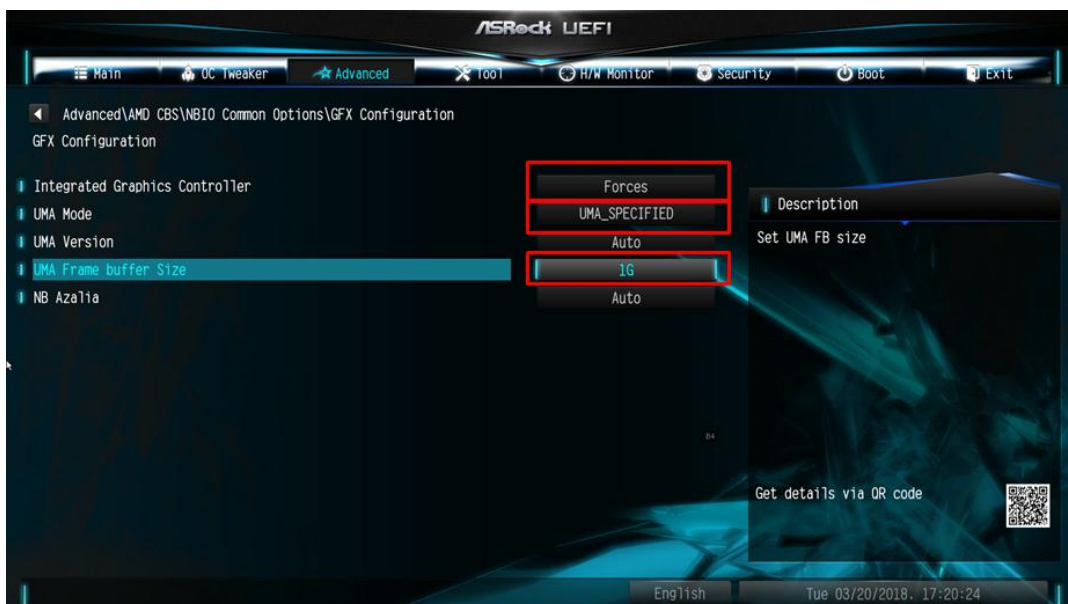 ASRock UEFI
Main OC Tweaker Advanced Tool H/W Monitor Security Boot Exit
Advanced\AMD CBS\NBIO Common Options\GFX Configuration
GFX Configuration
Integrated Graphics Controller Forces
UMA Mode UMA_SPECIFIED
UMA Version Auto
UMA Frame buffer Size 1G
NB Azalia Auto
Description
Set UMA FB size
B4
Get details via QR code
English Tue 03/20/2018. 17:20:24